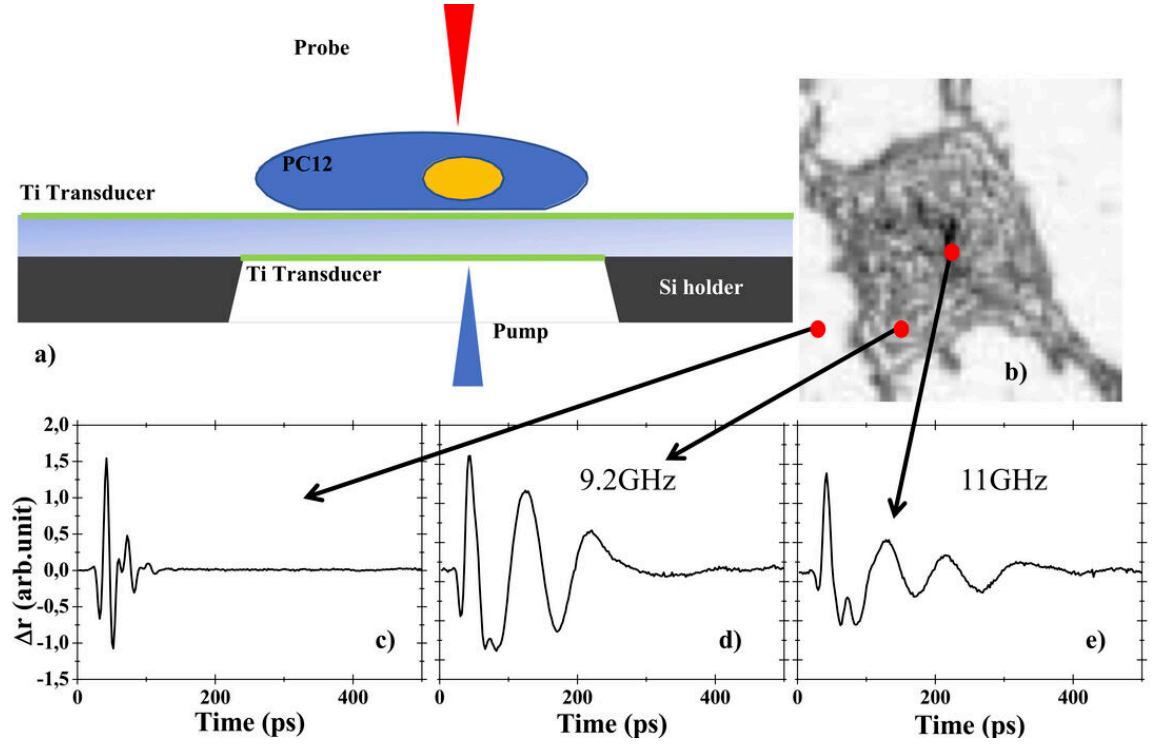 Probe
PC12
Ti Transducer
Ti Transducer
Si holder
Pump
a)
b)
2,0
1,5
1,0
0,5
0,0
-0,5
-1,0
-1,5
Δr (arb.unit)
c)
0 200 400
Time (ps)
9.2GHz
d)
0 200 400
Time (ps)
11GHz
e)
0 200 400
Time (ps)